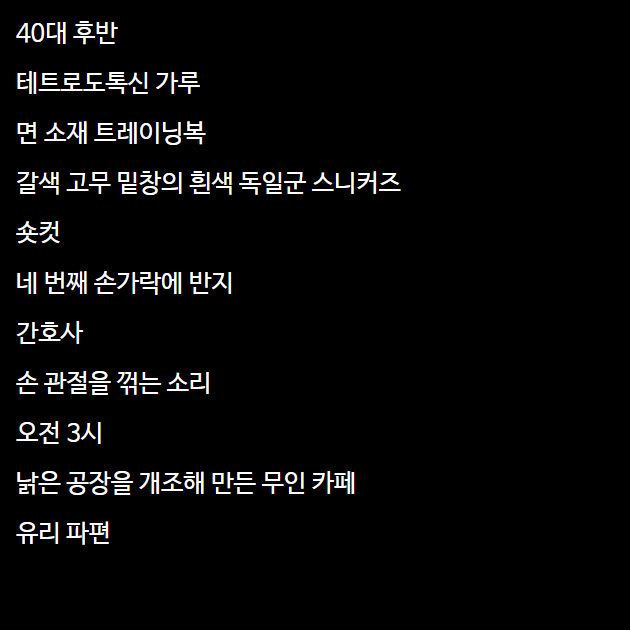 40대 후반
테트로도톡신 가루
면 소재 트레이닝복
갈색 고무 밑창의 흰색 독일군 스니커즈
숏컷
네 번째 손가락에 반지
간호사
손 관절을 꺾는 소리
오전 3시
낡은 공장을 개조해 만든 무인 카페
유리 파편